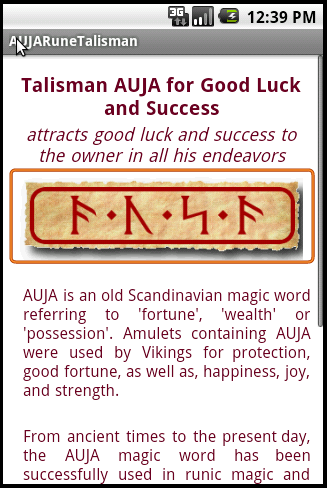 3G 12:39 PM
AUJARuneTalisman
Talisman AUJA for Good Luck
and Success
attracts good luck and success to
the owner in all his endeavors
ᚨ·ᚢ·ᛋ·ᚨ
AUJA is an old Scandinavian magic word
referring to 'fortune', 'wealth' or
'possession'. Amulets containing AUJA
were used by Vikings for protection,
good fortune, as well as, happiness, joy,
and strength.
From ancient times to the present day,
the AUJA magic word has been
successfully used in runic magic and